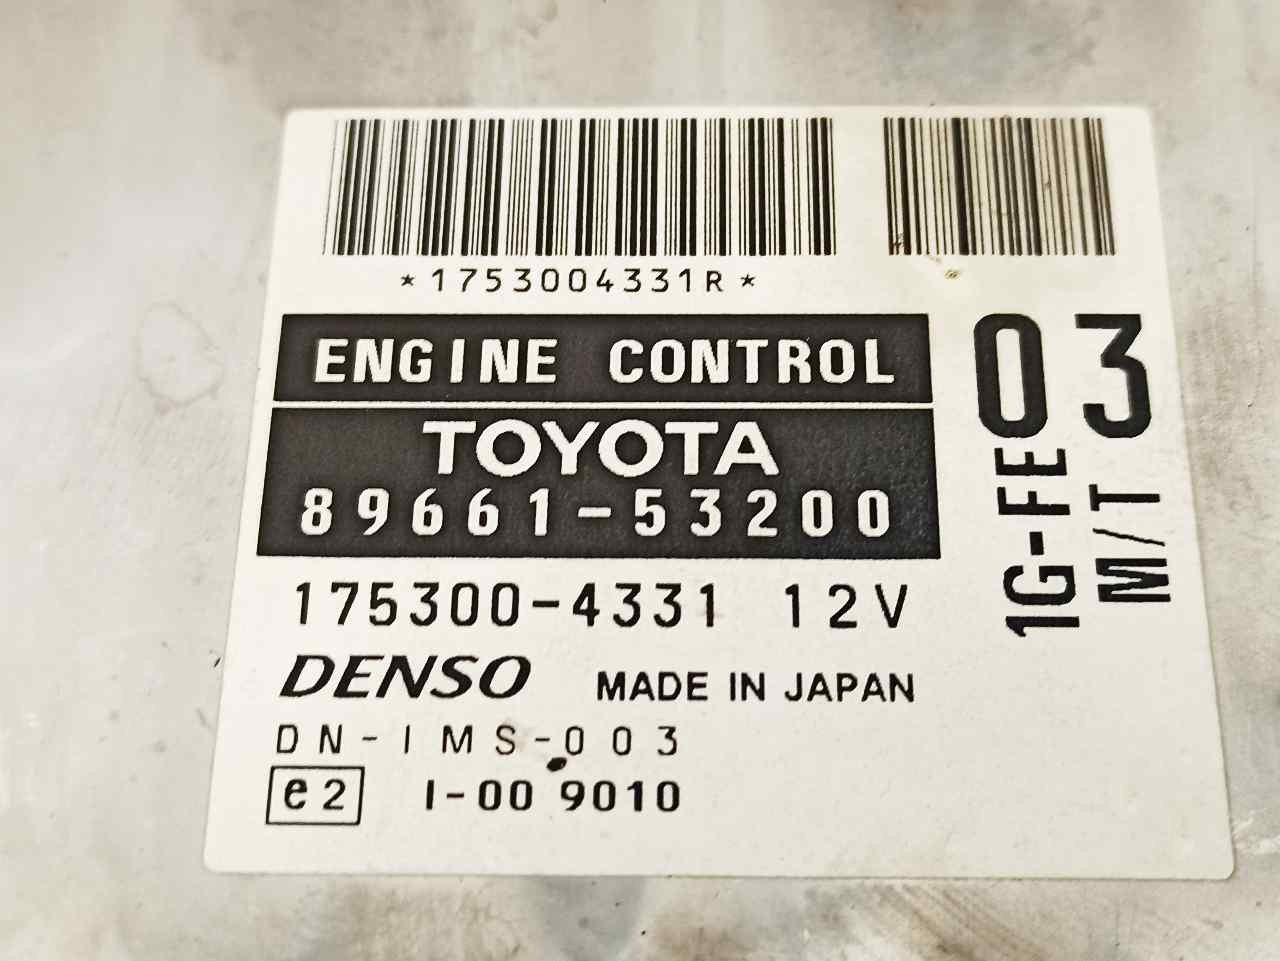 *1753004331R*
ENGINE CONTROL
TOYOTA
89661-53200
175300-4331 12V
DENSO MADE IN JAPAN
DN-IMS-003
e2 I-00 9010
03
1G-FE
M/T